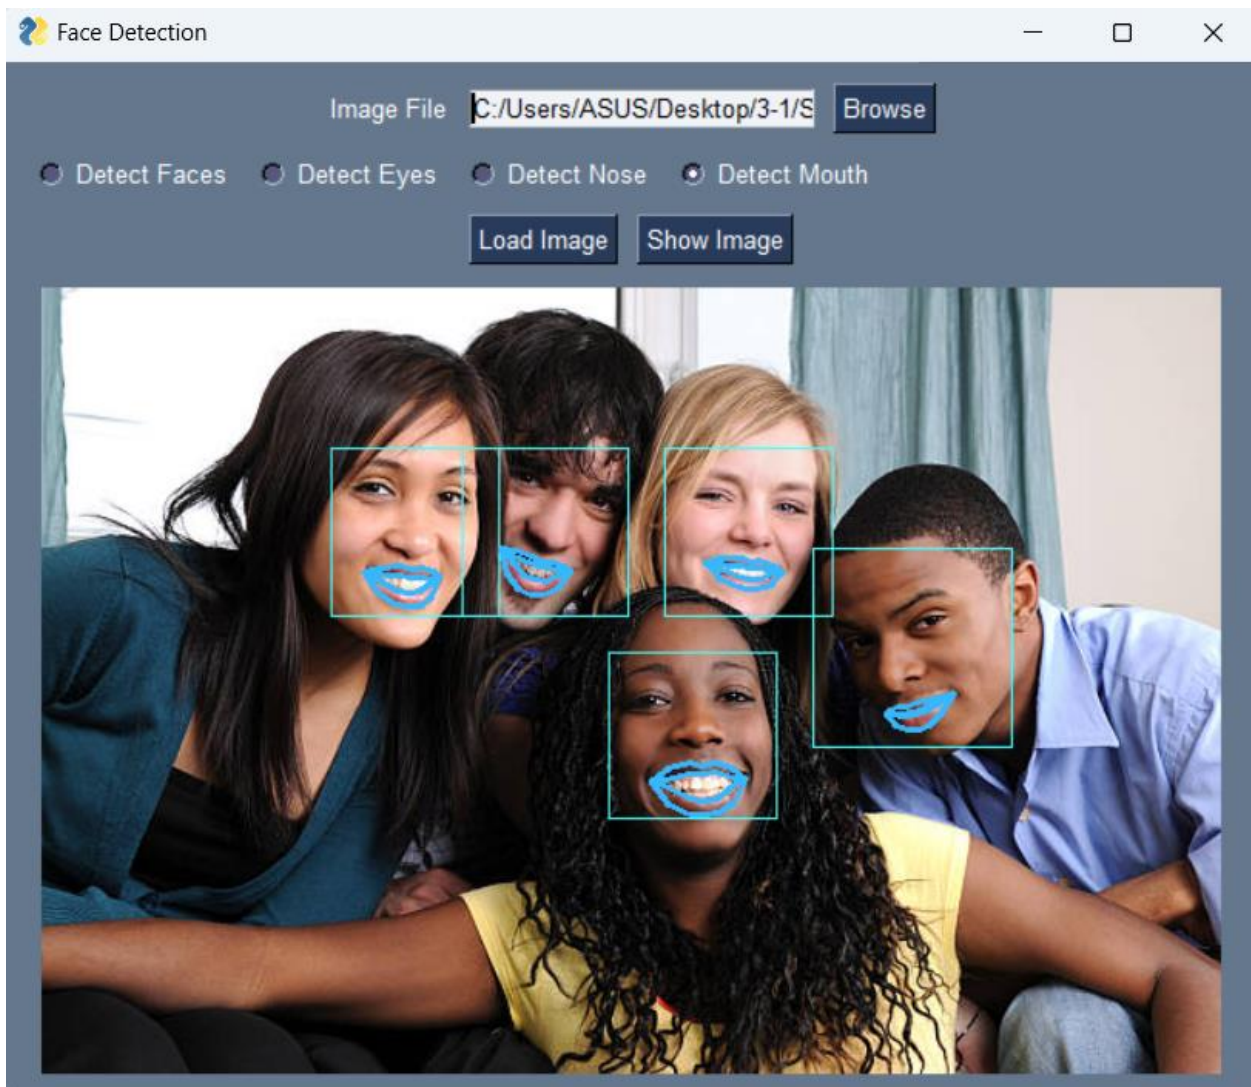 Face Detection
Image File C:/Users/ASUS/Desktop/3-1/S Browse
Detect Faces Detect Eyes Detect Nose Detect Mouth
Load Image Show Image